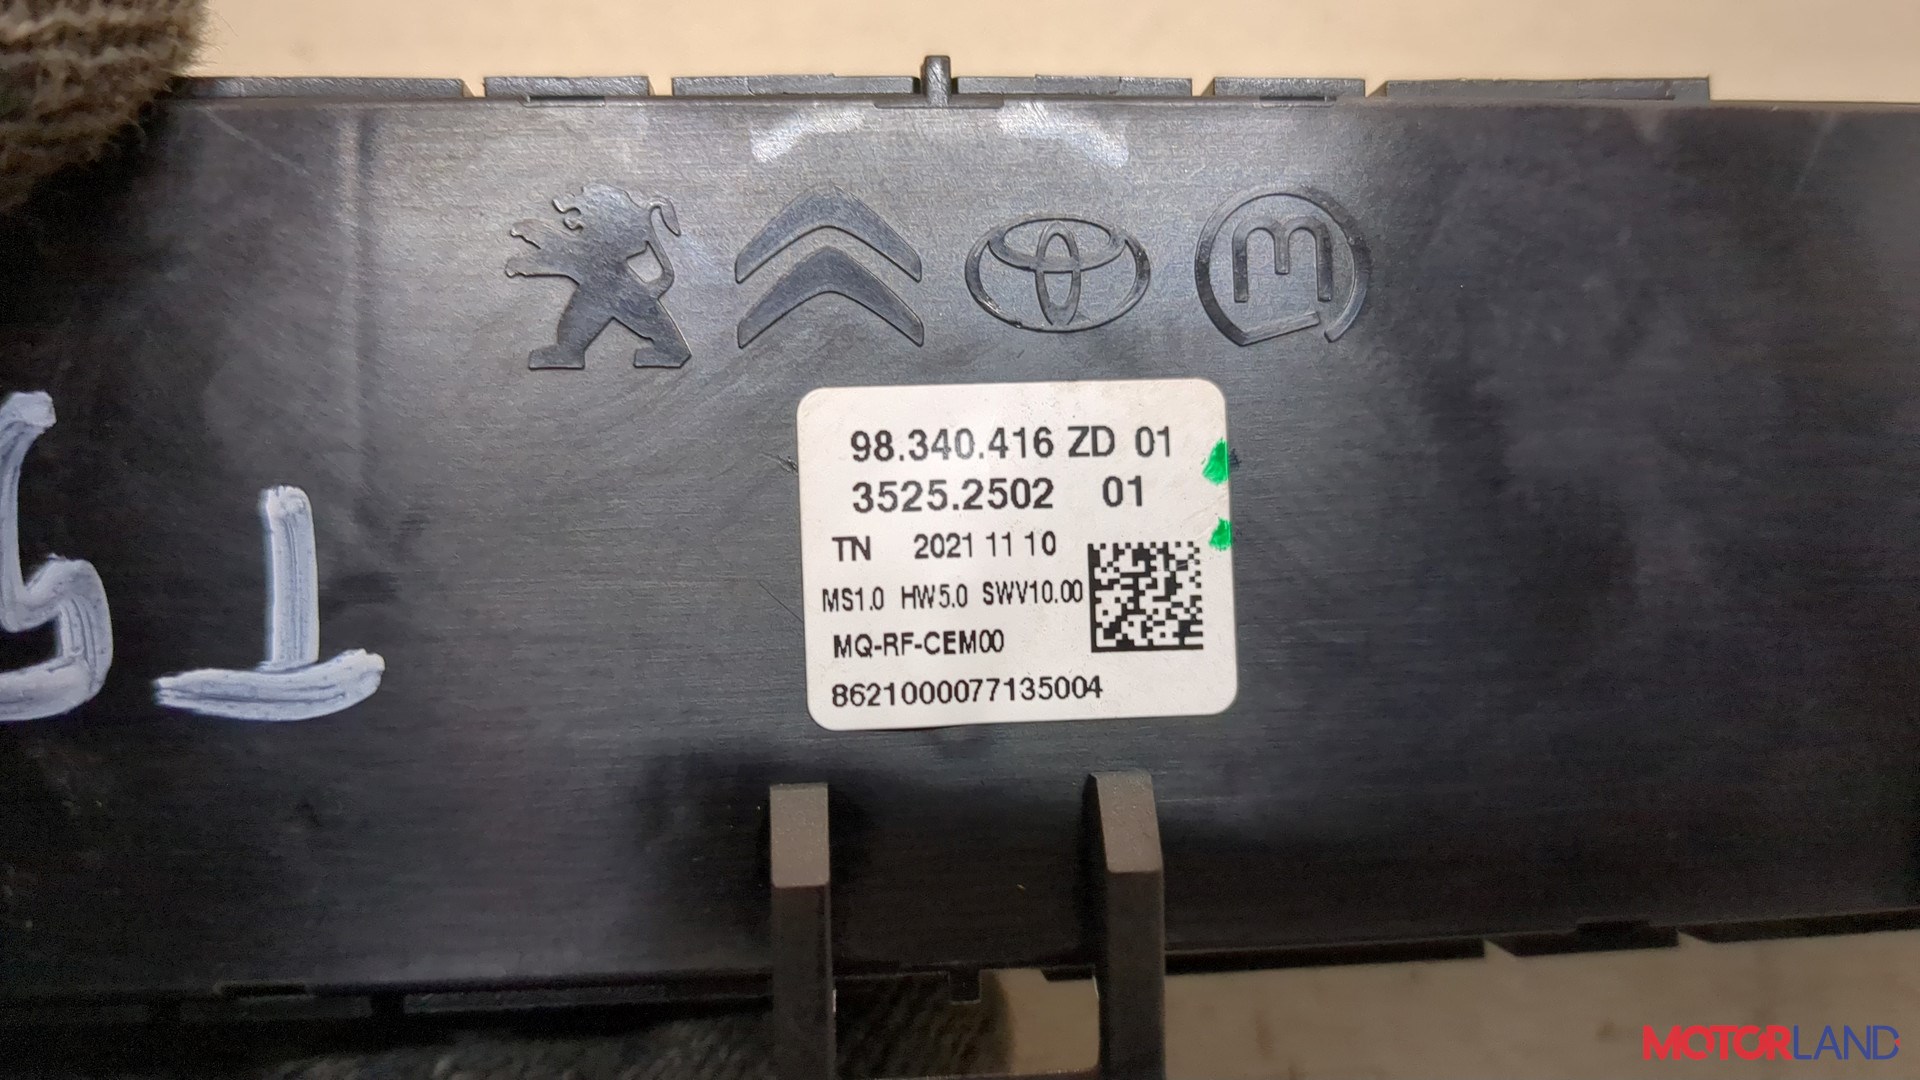 98.340.416 ZD 01
3525.2502 01
TN 2021 11 10
MS1.0 HW5.0 SWV10.00
MQ-RF-CEM00
8621000077135004
MOTORLAND